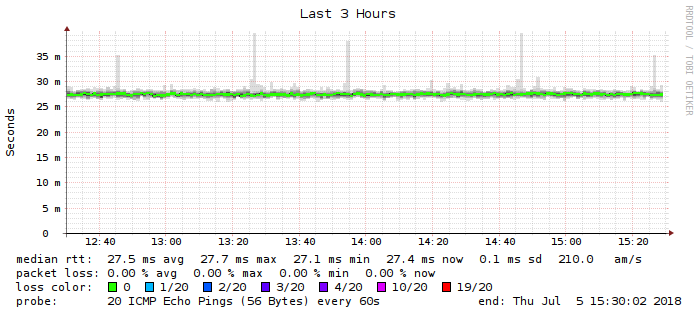 Last 3 Hours
RRDTOOL / TOBI OETIKER
Seconds
35 m
30 m
25 m
20 m
15 m
10 m
5 m
0
12:40 13:00 13:20 13:40 14:00 14:20 14:40 15:00 15:20
median rtt: 27.5 ms avg 27.7 ms max 27.1 ms min 27.4 ms now 0.1 ms sd 210.0 am/s
packet loss: 0.00 % avg 0.00 % max 0.00 % min 0.00 % now
loss color: 0 1/20 2/20 3/20 4/20 10/20 19/20
probe: 20 ICMP Echo Pings (56 Bytes) every 60s end: Thu Jul 5 15:30:02 2018